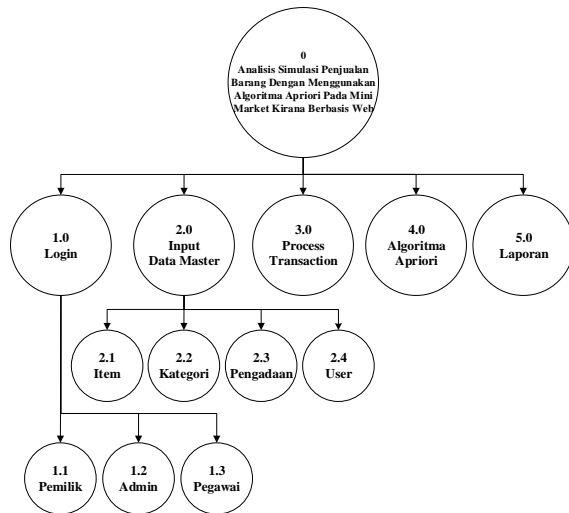 0
Analisis Simulasi Penjualan
Barang Dengan Menggunakan
Algoritma Apriori Pada Mini
Market Kirana Berbasis Web
1.0
Login
2.0
Input
Data Master
3.0
Process
Transaction
4.0
Algoritma
Apriori
5.0
Laporan
2.1
Item
2.2
Kategori
2.3
Pengadaan
2.4
User
1.1
Pemilik
1.2
Admin
1.3
Pegawai